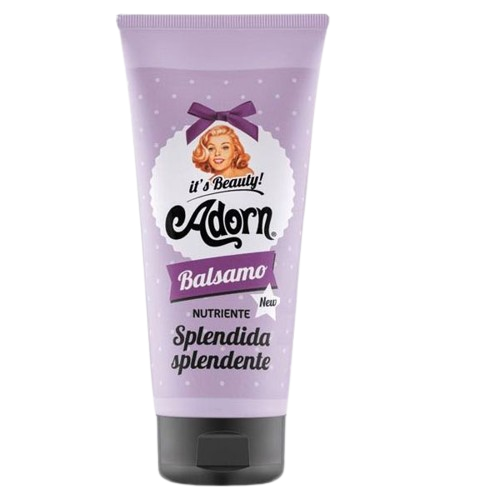 it's Beauty!
Adorn®
Balsamo
New
NUTRIENTE
Splendida
splendente